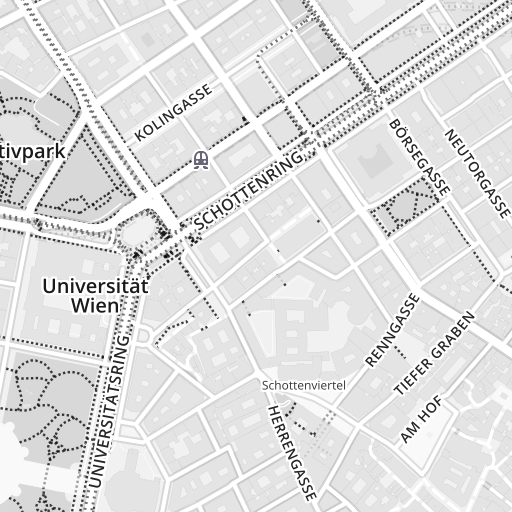 KOLINGASSE
tivpark
SCHOTTENRING
BÖRSEGASSE
NEUTORGASSE
Universität
Wien
UNIVERSITÄTSRING
RENNGASSE
TIEFER GRABEN
Schottenviertel
AM HOF
HERRENGASSE